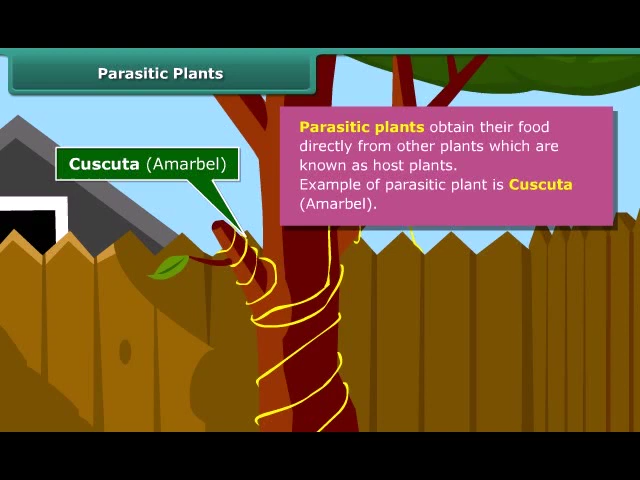 Parasitic Plants
Parasitic plants obtain their food
directly from other plants which are
known as host plants.
Example of parasitic plant is Cuscuta
(Amarbel).
Cuscuta (Amarbel)